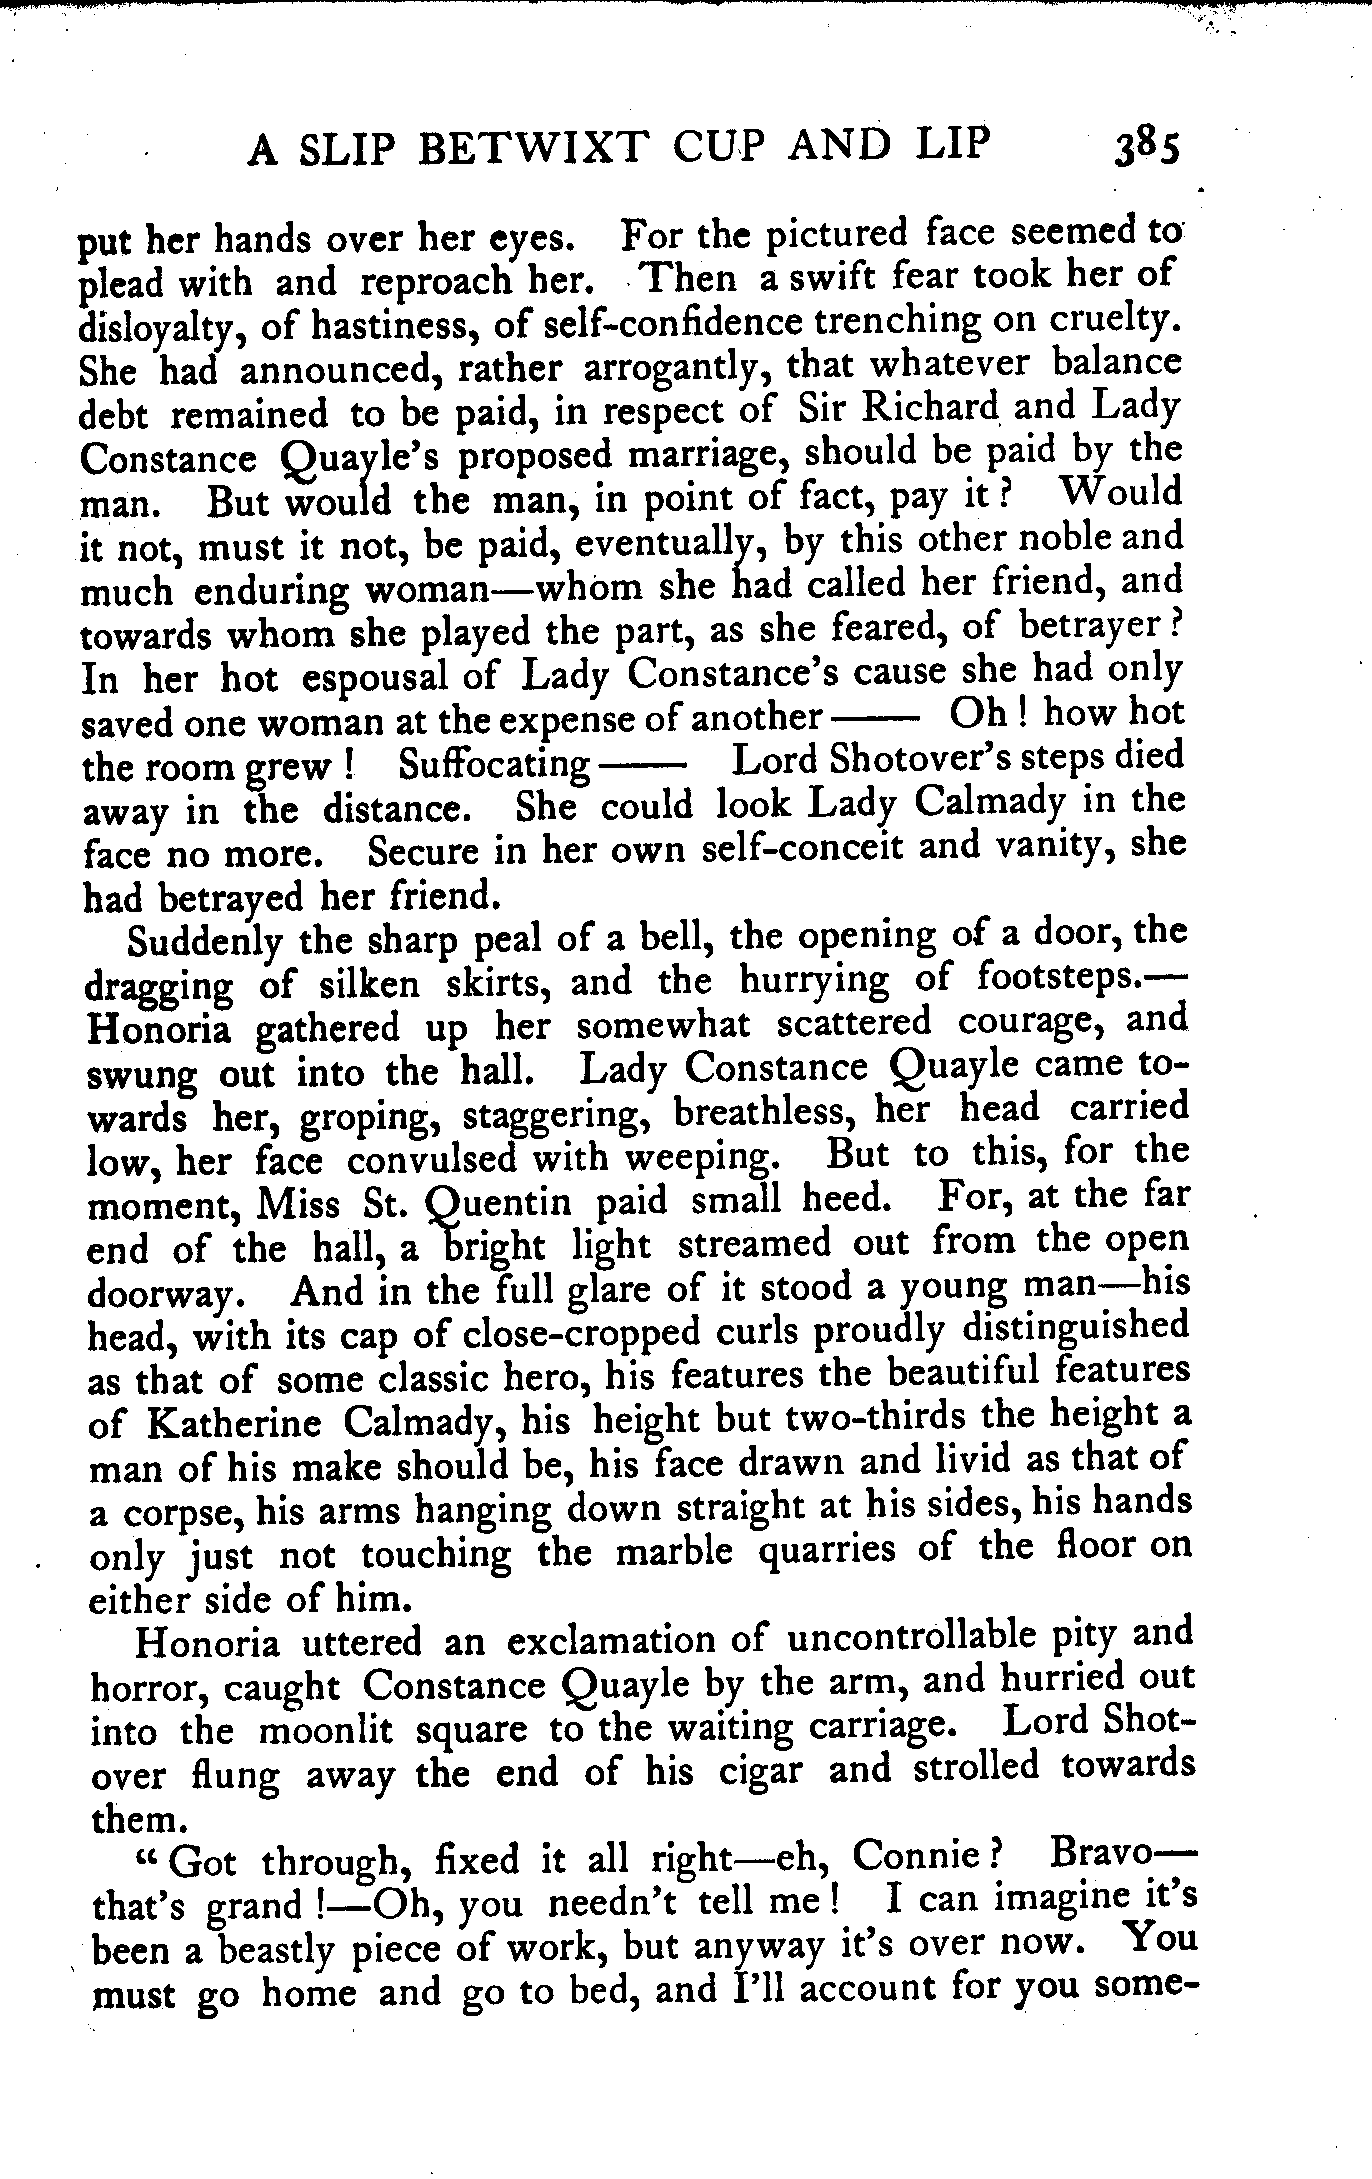 A SLIP BETWIXT CUP AND LIP 385
put her hands over her eyes. For the pictured face seemed to
plead with and reproach her. Then a swift fear took her of
disloyalty, of hastiness, of self-confidence trenching on cruelty.
She had announced, rather arrogantly, that whatever balance
debt remained to be paid, in respect of Sir Richard and Lady
Constance Quayle's proposed marriage, should be paid by the
man. But would the man, in point of fact, pay it? Would
it not, must it not, be paid, eventually, by this other noble and
much enduring woman—whom she had called her friend, and
towards whom she played the part, as she feared, of betrayer?
In her hot espousal of Lady Constance's cause she had only
saved one woman at the expense of another—— Oh! how hot
the room grew! Suffocating—— Lord Shotover's steps died
away in the distance. She could look Lady Calmady in the
face no more. Secure in her own self-conceit and vanity, she
had betrayed her friend.
Suddenly the sharp peal of a bell, the opening of a door, the
dragging of silken skirts, and the hurrying of footsteps.—
Honoria gathered up her somewhat scattered courage, and
swung out into the hall. Lady Constance Quayle came to-
wards her, groping, staggering, breathless, her head carried
low, her face convulsed with weeping. But to this, for the
moment, Miss St. Quentin paid small heed. For, at the far
end of the hall, a bright light streamed out from the open
doorway. And in the full glare of it stood a young man—his
head, with its cap of close-cropped curls proudly distinguished
as that of some classic hero, his features the beautiful features
of Katherine Calmady, his height but two-thirds the height a
man of his make should be, his face drawn and livid as that of
a corpse, his arms hanging down straight at his sides, his hands
only just not touching the marble quarries of the floor on
either side of him.
Honoria uttered an exclamation of uncontrollable pity and
horror, caught Constance Quayle by the arm, and hurried out
into the moonlit square to the waiting carriage. Lord Shot-
over flung away the end of his cigar and strolled towards
them.
"Got through, fixed it all right—eh, Connie? Bravo—
that's grand!—Oh, you needn't tell me! I can imagine it's
been a beastly piece of work, but anyway it's over now. You
must go home and go to bed, and I'll account for you some-